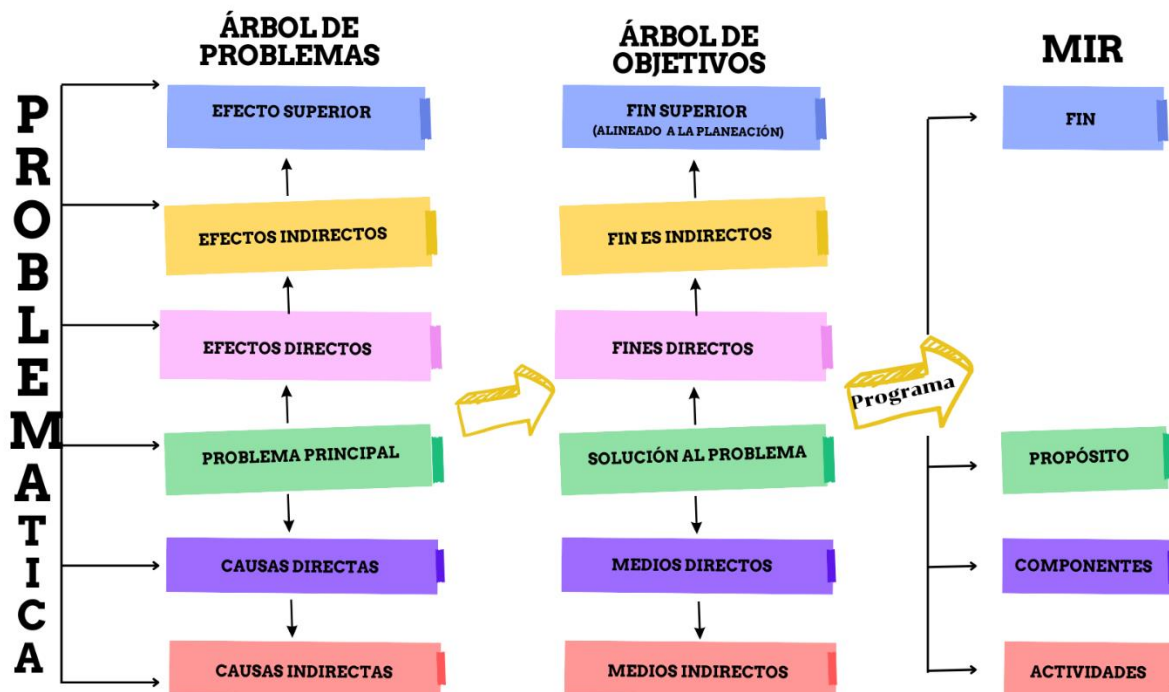 PROBLEMATICA
ÁRBOL DE
PROBLEMAS
EFECTO SUPERIOR
EFECTOS INDIRECTOS
EFECTOS DIRECTOS
PROBLEMA PRINCIPAL
CAUSAS DIRECTAS
CAUSAS INDIRECTAS
ÁRBOL DE
OBJETIVOS
FIN SUPERIOR
(ALINEADO A LA PLANEACIÓN)
FIN ES INDIRECTOS
FINES DIRECTOS
SOLUCIÓN AL PROBLEMA
MEDIOS DIRECTOS
MEDIOS INDIRECTOS
Programa
MIR
FIN
PROPÓSITO
COMPONENTES
ACTIVIDADES